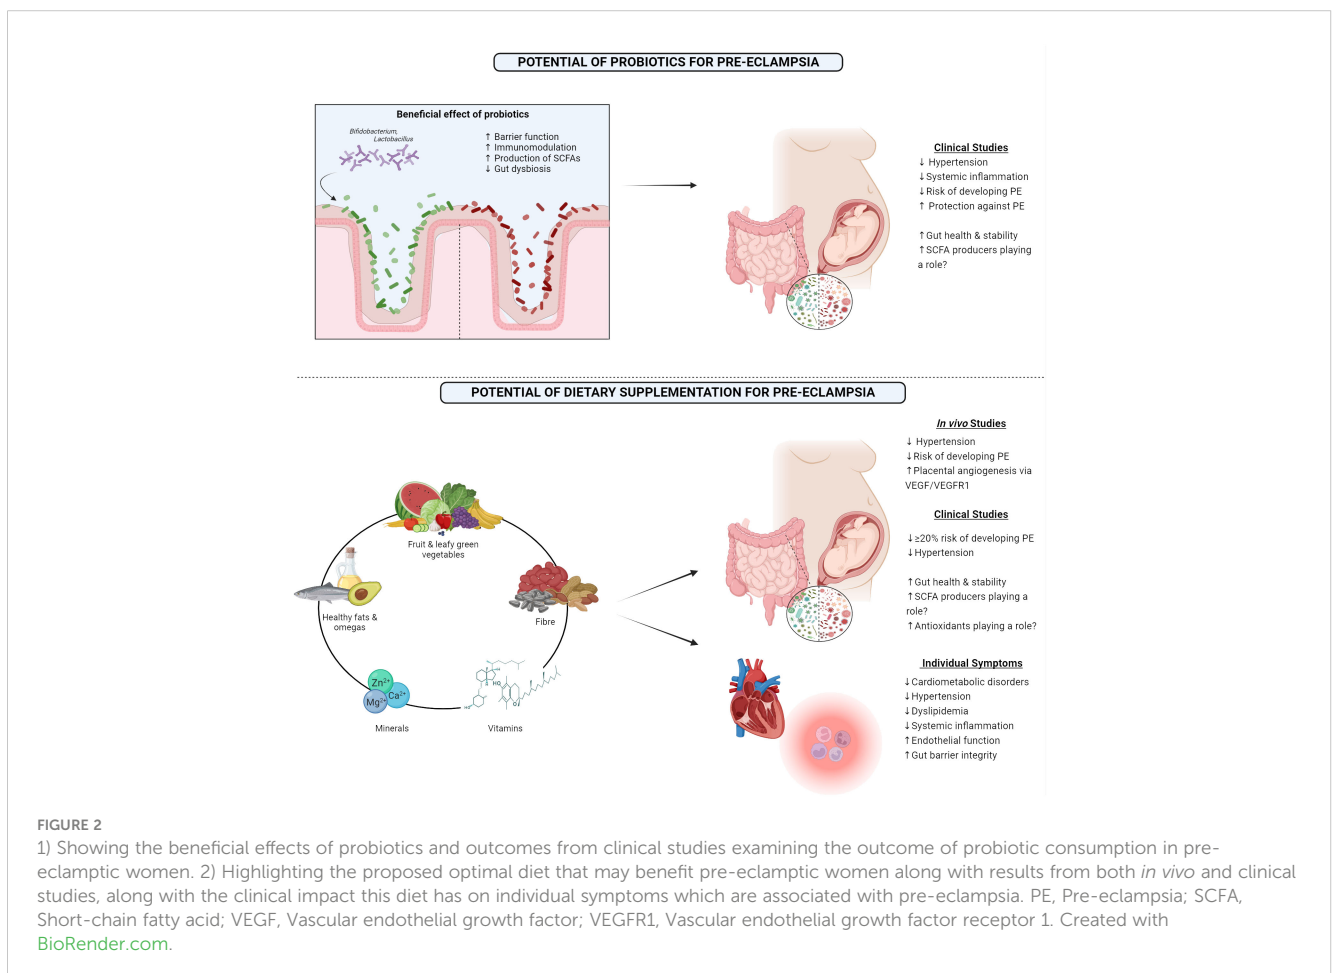 POTENTIAL OF PROBIOTICS FOR PRE-ECLAMPSIA
Beneficial effect of probiotics
Bifidobacterium,
Lactobacillus
↑ Barrier function
↑ Immunomodulation
↑ Production of SCFAs
↓ Gut dysbiosis
Clinical Studies
↓ Hypertension
↓Systemic inflammation
↓Risk of developing PE
↑ Protection against PE
↑Gut health & stability
↑SCFA producers playing
a role?
POTENTIAL OF DIETARY SUPPLEMENTATION FOR PRE-ECLAMPSIA
Fruit & leafy green
vegetables
Healthy fats &
omegas
Fibre
Zn2+
Mg2+
Ca2+
Minerals
Vitamins
HO
HO
O
In vivo Studies
↓ Hypertension
↓Risk of developing PE
↑Placental angiogenesis via
VEGF/VEGFR1
Clinical Studies
↓≥20% risk of developing PE
↓Hypertension
↑Gut health & stability
↑SCFA producers playing a
role?
↑Antioxidants playing a role?
Individual Symptoms
↓Cardiometabolic disorders
↓Hypertension
↓Dyslipidemia
↓Systemic inflammation
↑Endothelial function
↑Gut barrier integrity
FIGURE 2
1) Showing the beneficial effects of probiotics and outcomes from clinical studies examining the outcome of probiotic consumption in pre-
eclamptic women. 2) Highlighting the proposed optimal diet that may benefit pre-eclamptic women along with results from both in vivo and clinical
studies, along with the clinical impact this diet has on individual symptoms which are associated with pre-eclampsia. PE, Pre-eclampsia; SCFA,
Short-chain fatty acid; VEGF, Vascular endothelial growth factor; VEGFR1, Vascular endothelial growth factor receptor 1. Created with
BioRender.com.